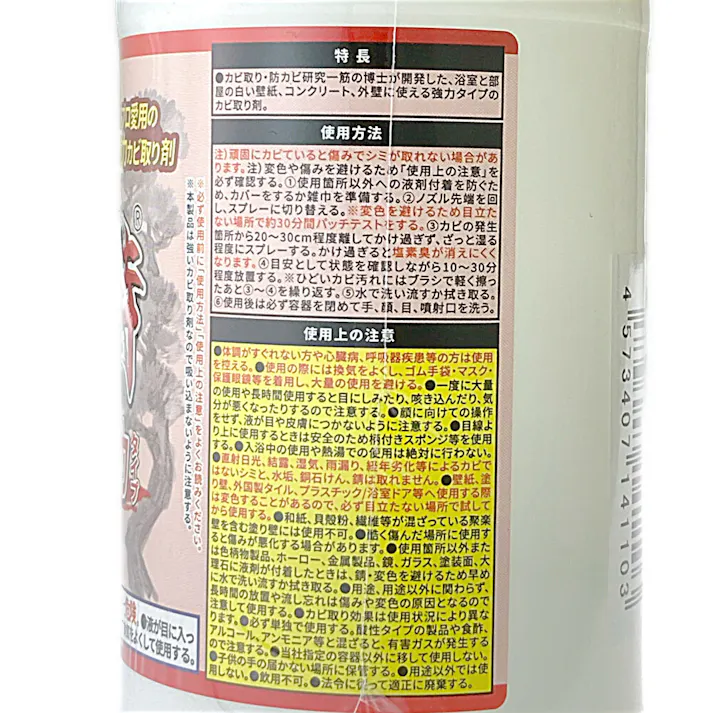 特長
●カビ取り・防カビ研究一筋の博士が開発した、浴室と部
屋の白い壁紙、コンクリート、外壁に使える強力タイプの
カビ取り剤。
使用方法
注)頑固にカビていると傷みでシミが取れない場合があ
ります。注)変色や傷みを避けるため「使用上の注意」を
必ず確認する。①使用箇所以外への液剤付着を防ぐた
め、カバーをするか雑巾を準備する。②ノズル先端を回
し、スプレーに切り替える。※変色を避けるため目立た
ない場所で約30分間パッチテストをする。③カビの発生
箇所から20〜30cm程度離してかけ過ぎず、ざっと湿る
程度にスプレーする。かけ過ぎると塩素臭が消えにくく
なります。④目安として状態を確認しながら10〜30分
程度放置する。※ひどいカビ汚れにはブラシで軽く擦っ
たあと③〜④を繰り返す。⑤水で洗い流すか拭き取る。
⑥使用後は必ず容器を閉めて手、顔、目、噴射口を洗う。
使用上の注意
●体調がすぐれない方や心臓病、呼吸器疾患等の方は使用
を控える。●使用の際には換気をよくし、ゴム手袋・マスク・
保護眼鏡等を着用し、大量の使用を避ける。●一度に大量
の使用や長時間使用すると目にしみたり、咳き込んだり、気
分が悪くなったりするので注意する。●顔に向けての操作
をせず、液が目や皮膚につかないように注意する。●目線よ
り上に使用するときは安全のため柄付きスポンジ等を使用
する。●入浴中の使用や熱湯での使用は絶対に行わない。
●直射日光、結露、湿気、雨漏り、経年劣化等によるカビで
はないシミと、水垢、銅石けん、錆は取れません。●壁紙、塗
り壁、外国製タイル、プラスチック/浴室ドア等へ使用する際
は変色することがあるので、必ず目立たない場所で試して
から使用する。●和紙、貝殻粉、繊維等が混ざっている聚楽
壁を含む塗り壁には使用不可。●酷く傷んだ場所に使用す
ると傷みが悪化する場合があります。●使用箇所以外また
は色柄物製品、ホーロー、金属製品、鏡、ガラス、塗装面、大
理石に液剤が付着したときは、錆・変色を避けるため早め
に水で洗い流すか拭き取る。●用途、用途以外に関わらず、
長時間の放置や流し忘れは傷みや変色の原因となるので
注意して使用する。●カビ取り効果は使用状況により異な
ります。●必ず単独で使用する。酸性タイプの製品や食酢、
アルコール、アンモニア等と混ざると、有害ガスが発生する
ので注意する。●当社指定の容器以外に移して使用しない。
●子供の手の届かない場所に保管する。●用途以外では使
用しない。●飲用不可。●法令に従って適正に廃棄する。
プロ愛用の
カビ取り剤
®
タイプ
※必ず使用前に「使用方法」「使用上の注意」をよくお読みください。
※本製品は強いカビ取り剤なので吸い込まないように注意する。
●液が目に入っ
をよくして使用する。
4 573407 141103